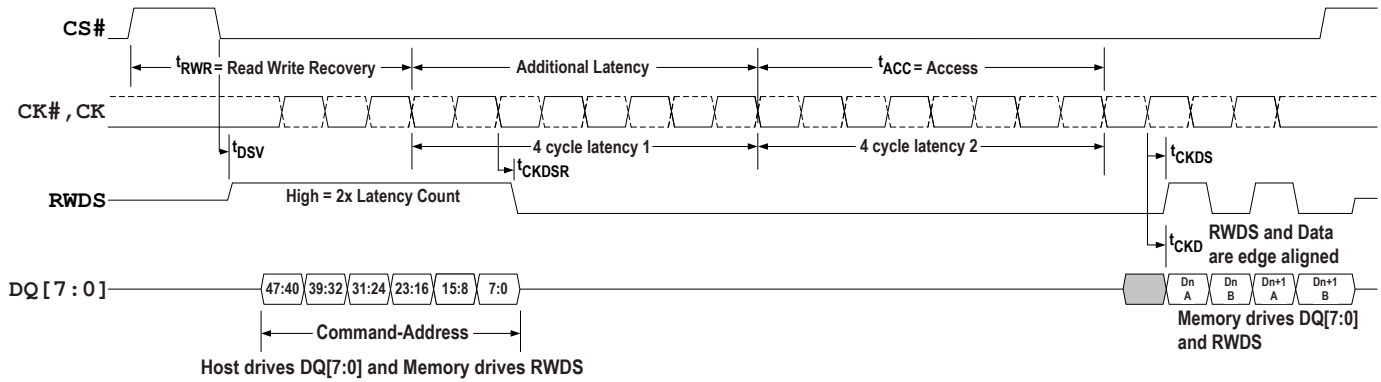 CS#
tRWR = Read Write Recovery
Additional Latency
tACC = Access
CK#,CK
tDSV
4 cycle latency 1
tCKDSR
4 cycle latency 2
tCKDS
RWDS
High = 2x Latency Count
tCKD
RWDS and Data
are edge aligned
DQ[7:0]
47:40 39:32 31:24 23:16 15:8 7:0
Dn A
Dn B
Dn+1 A
Dn+1 B
Command-Address
Memory drives DQ[7:0]
and RWDS
Host drives DQ[7:0] and Memory drives RWDS